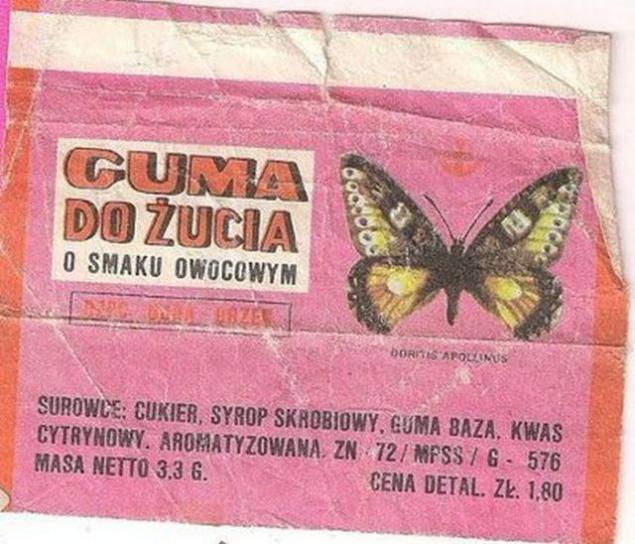 GUMA
DO ŻUCIA
O SMAKU OWOCOWYM
DORITIS APOLLINUS
SUROWCE: CUKIER, SYROP SKROBIOWY, GUMA BAZA, KWAS
CYTRYNOWY. AROMATYZOWANA. ZN 72/MPSS/G - 576
MASA NETTO 3,3 G. CENA DETAL. ZŁ. 1,80